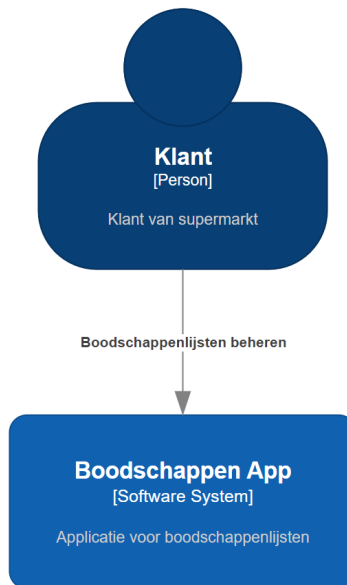 Klant
[Person]
Klant van supermarkt
Boodschappenlijsten beheren
Boodschappen App
[Software System]
Applicatie voor boodschappenlijsten